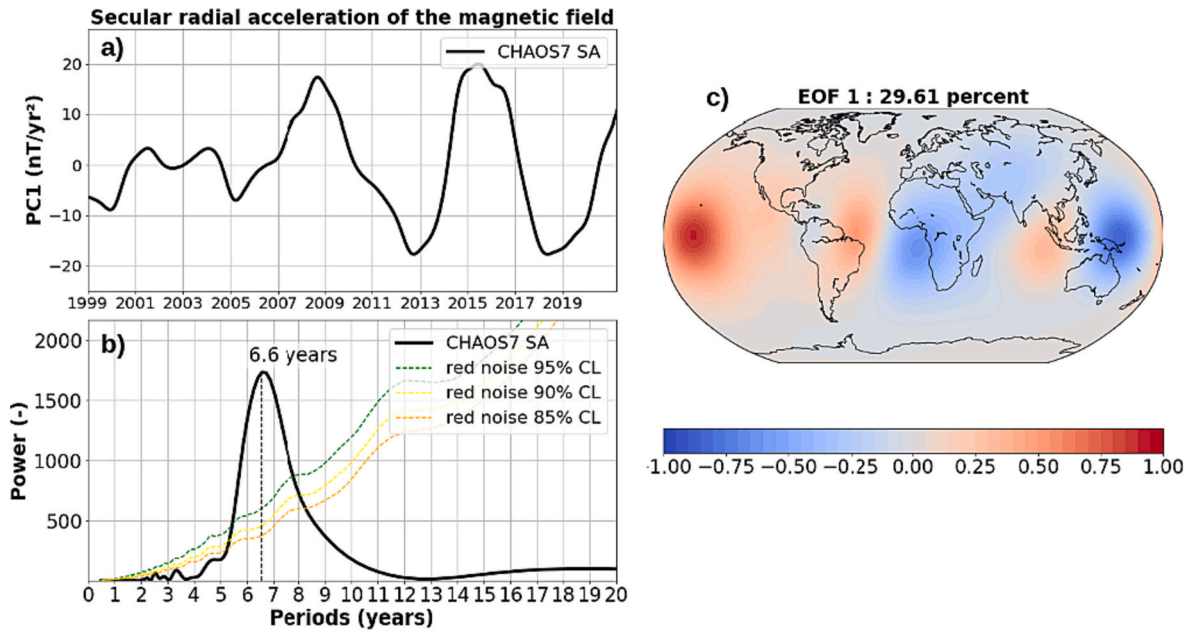 Secular radial acceleration of the magnetic field
a)
CHAOS7 SA
20
10
0
−10
−20
PC1 (nT/yr²)
1999 2001 2003 2005 2007 2009 2011 2013 2015 2017 2019
b)
6.6 years
CHAOS7 SA
red noise 95% CL
red noise 90% CL
red noise 85% CL
2000
1500
1000
500
Power (-)
0 1 2 3 4 5 6 7 8 9 10 11 12 13 14 15 16 17 18 19 20
Periods (years)
c)
EOF 1 : 29.61 percent
-1.00 −0.75 −0.50 −0.25 0.00 0.25 0.50 0.75 1.00